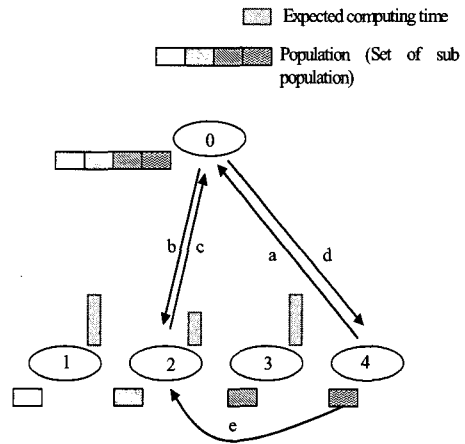 Expected computing time
Population (Set of sub
population)
0
b
c
a
d
1
2
3
4
e